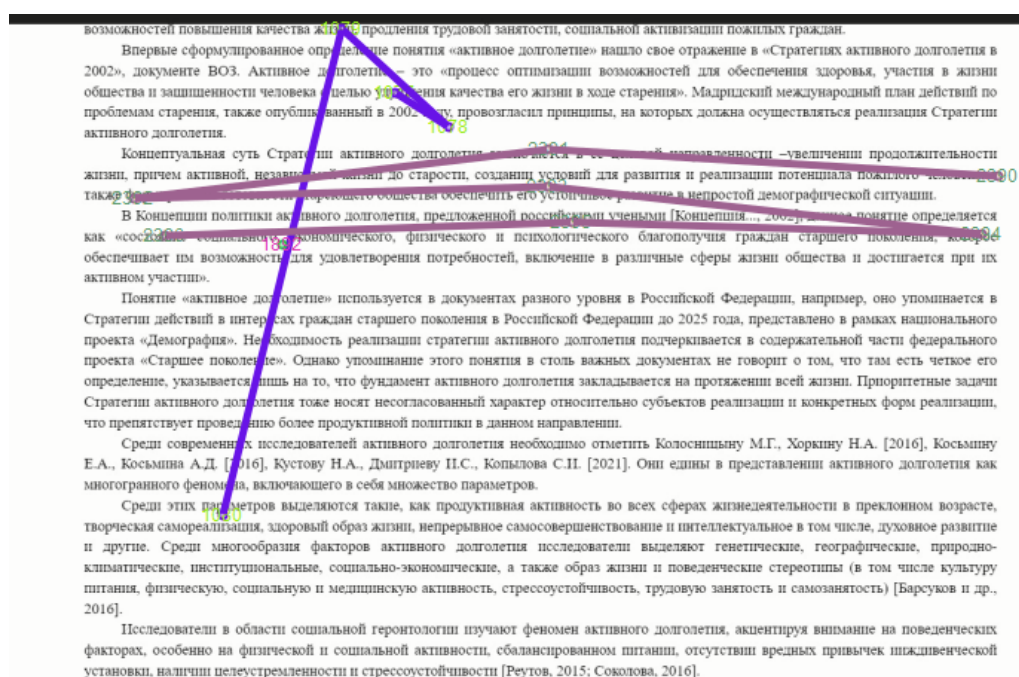 возможностей повышения качества жизни, продления трудовой занятости, социальной активизации пожилых граждан.
Впервые сформулированное определение понятия «активное долголетие» нашло свое отражение в «Стратегиях активного долголетия в
2002», документе ВОЗ. Активное долголетие – это «процесс оптимизации возможностей для обеспечения здоровья, участия в жизни
общества и защищенности человека с целью улучшения качества его жизни в ходе старения». Мадридский международный план действий по
проблемам старения, также опубликованный в 2002 году, провозгласил принципы, на которых должна осуществляться реализация Стратегии
активного долголетия.
Концептуальная суть Стратегии активного долголетия заключается в ее целевой направленности –увеличении продолжительности
жизни, причем активной, независимой жизни до старости, создании условий для развития и реализации потенциала пожилого человека, а
также общества обеспечить его устойчивое развитие в непростой демографической ситуации.
В Концепции политики активного долголетия, предложенной российскими учеными [Концепция..., 2002], данное понятие определяется
как «состояние социального, экономического, физического и психологического благополучия граждан старшего поколения, которое
обеспечивает им возможность для удовлетворения потребностей, включение в различные сферы жизни общества и достигается при их
активном участии».
Понятие «активное долголетие» используется в документах разного уровня в Российской Федерации, например, оно упоминается в
Стратегии действий в интересах граждан старшего поколения в Российской Федерации до 2025 года, представлено в рамках национального
проекта «Демография». Необходимость реализации стратегии активного долголетия подчеркивается в содержательной части федерального
проекта «Старшее поколение». Однако упоминание этого понятия в столь важных документах не говорит о том, что там есть четкое его
определение, указывается лишь на то, что фундамент активного долголетия закладывается на протяжении всей жизни. Приоритетные задачи
Стратегии активного долголетия тоже носят несогласованный характер относительно субъектов реализации и конкретных форм реализации,
что препятствует проведению более продуктивной политики в данном направлении.
Среди современных исследователей активного долголетия необходимо отметить Колосницыну М.Г., Хоркину Н.А. [2016], Косьмину
Е.А., Косьмина А.Д. [2016], Кустову Н.А., Дмитриеву И.С., Копылова С.И. [2021]. Они едины в представлении активного долголетия как
многогранного феномена, включающего в себя множество параметров.
Среди этих параметров выделяются такие, как продуктивная активность во всех сферах жизнедеятельности в преклонном возрасте,
творческая самореализация, здоровый образ жизни, непрерывное самосовершенствование и интеллектуальное в том числе, духовное развитие
и другие. Среди многообразия факторов активного долголетия исследователи выделяют генетические, географические, природно-
климатические, институциональные, социально-экономические, а также образ жизни и поведенческие стереотипы (в том числе культуру
питания, физическую, социальную и медицинскую активность, стрессоустойчивость, трудовую занятость и самозанятость) [Барсуков и др.,
2016].
Исследователи в области социальной геронтологии изучают феномен активного долголетия, акцентируя внимание на поведенческих
факторах, особенно на физической и социальной активности, сбалансированном питании, отсутствии вредных привычек иждивенческой
установки, наличии целеустремленности и стрессоустойчивости [Реутов, 2015; Соколова, 2016].
1079
1078